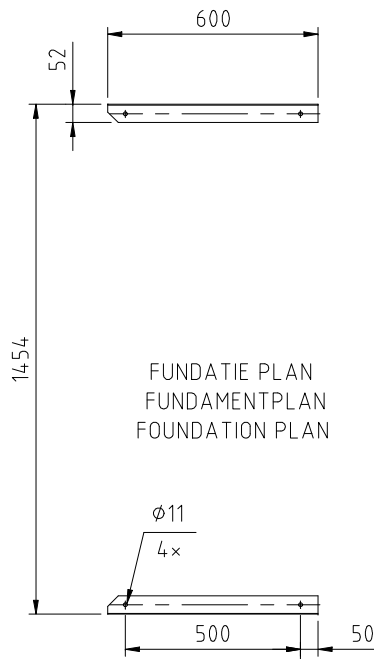 600
52
1454
FUNDATIE PLAN
FUNDAMENTPLAN
FOUNDATION PLAN
Ø11
4×
500
50